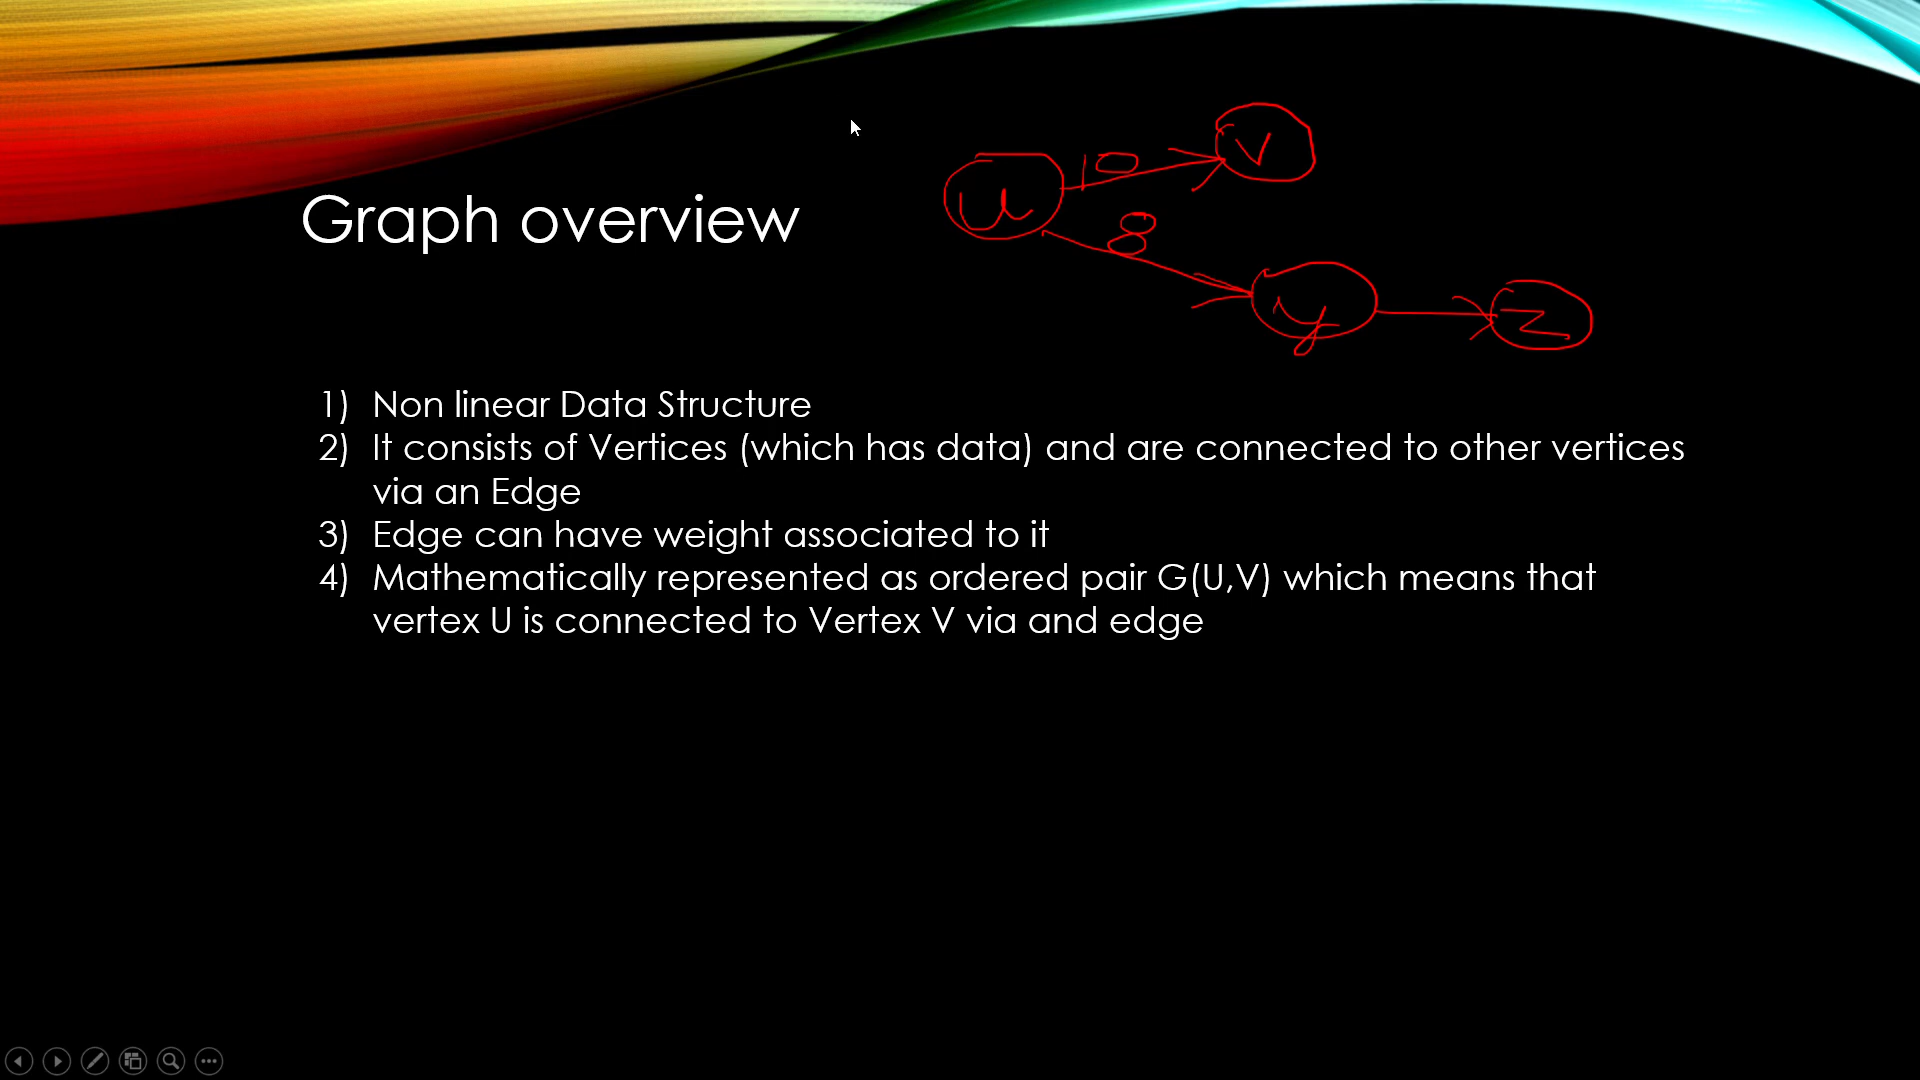 u
10
v
8
y
z
Graph overview
1) Non linear Data Structure
2) It consists of Vertices (which has data) and are connected to other vertices
via an Edge
3) Edge can have weight associated to it
4) Mathematically represented as ordered pair G(U,V) which means that
vertex U is connected to Vertex V via and edge